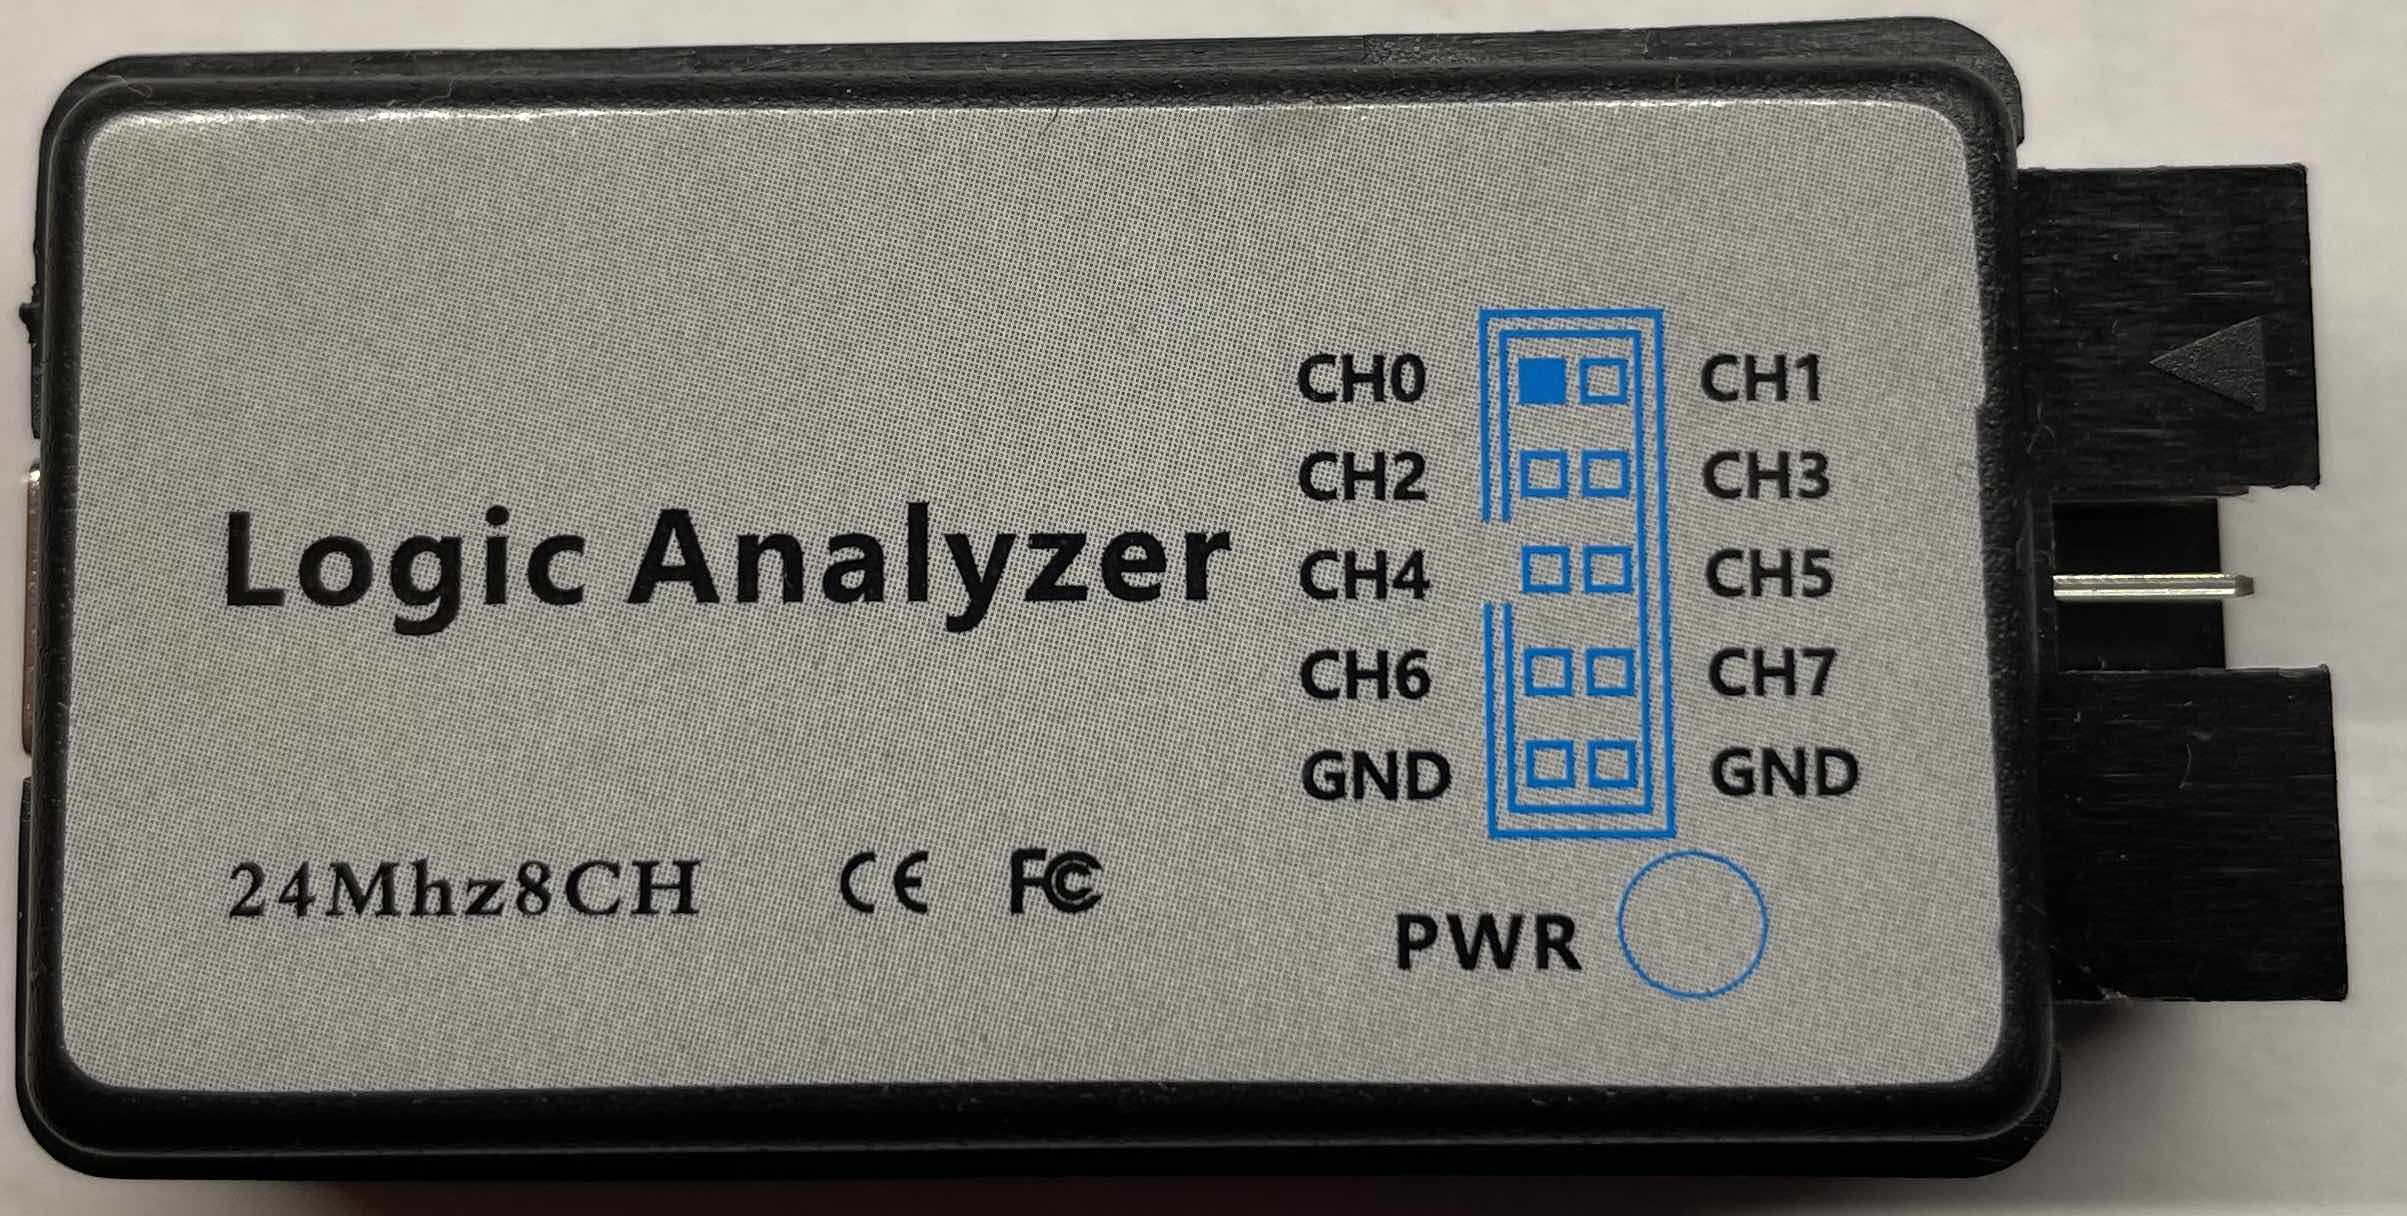 CH0 CH1
CH2 CH3
Logic Analyzer CH4 CH5
CH6 CH7
GND GND
24Mhz8CH CE FC
PWR